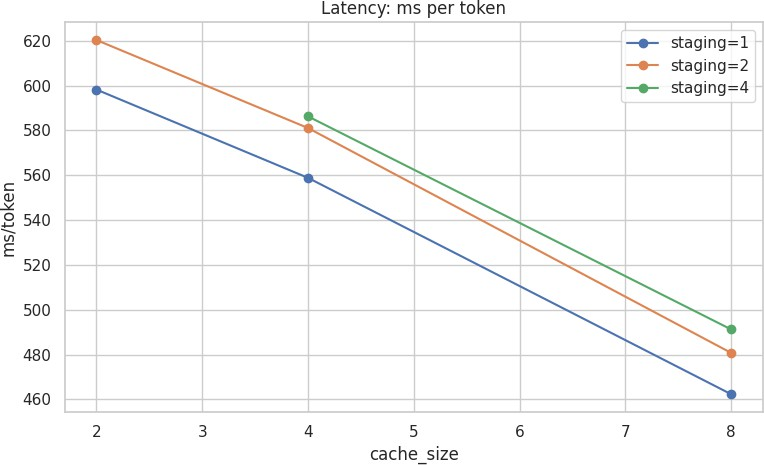 Latency: ms per token
staging=1
staging=2
staging=4
ms/token
620
600
580
560
540
520
500
480
460
2 3 4 5 6 7 8
cache_size